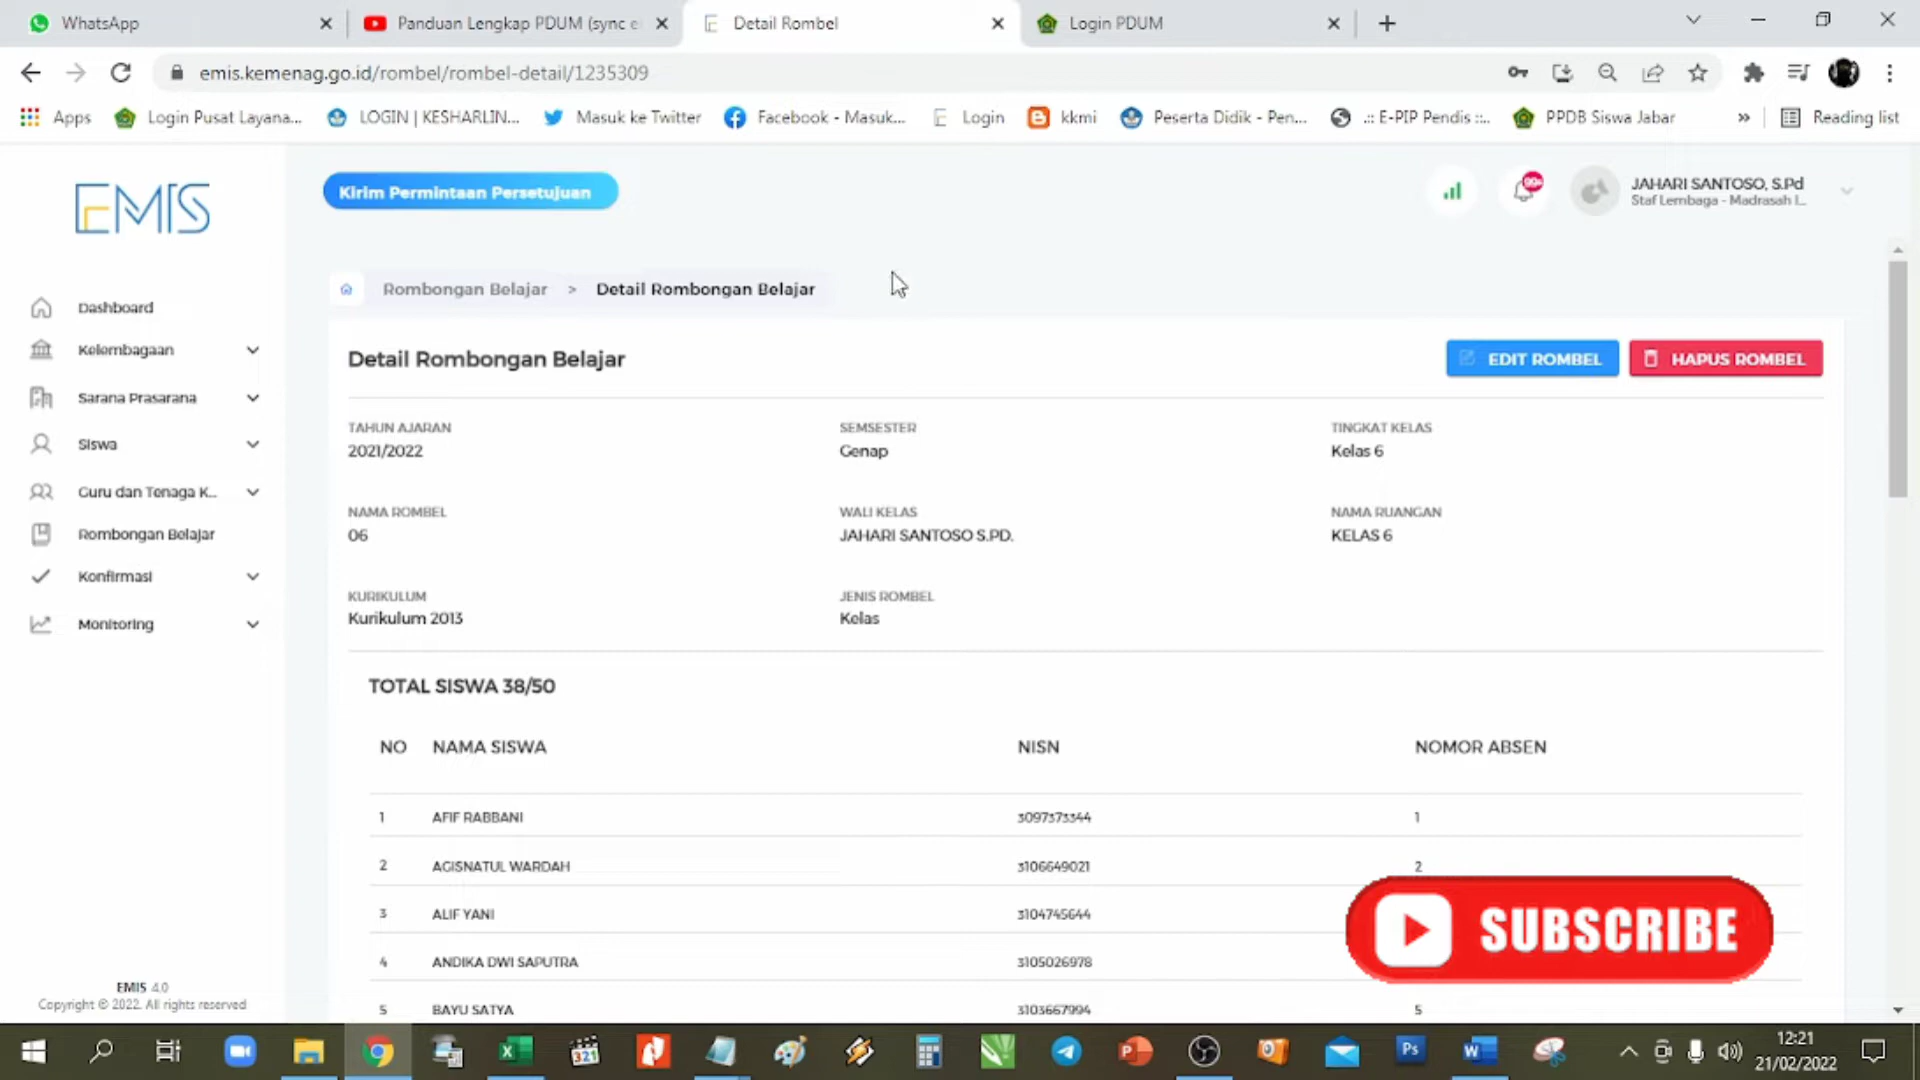 WhatsApp
Panduan Lengkap PDUM (sync e
Detail Rombel
Login PDUM
emis.kemenag.go.id/rombel/rombel-detail/1235309
Apps
Login Pusat Layana...
LOGIN | KESHARLIN...
Masuk ke Twitter
Facebook - Masuk...
Login
kkmi
Peserta Didik - Pen...
.:: E-PIP Pendis ::..
PPDB Siswa Jabar
»
Reading list
EMIS
Kirim Permintaan Persetujuan
99+
JAHARI SANTOSO, S.Pd
Staf Lembaga - Madrasah I...
Dashboard
Kelembagaan
Sarana Prasarana
Siswa
Guru dan Tenaga K...
Rombongan Belajar
Konfirmasi
Monitoring
EMIS 4.0
Copyright © 2022. All rights reserved
Rombongan Belajar > Detail Rombongan Belajar
Detail Rombongan Belajar
EDIT ROMBEL
HAPUS ROMBEL
TAHUN AJARAN
2021/2022
SEMSESTER
Genap
TINGKAT KELAS
Kelas 6
NAMA ROMBEL
06
WALI KELAS
JAHARI SANTOSO S.PD.
NAMA RUANGAN
KELAS 6
KURIKULUM
Kurikulum 2013
JENIS ROMBEL
Kelas
TOTAL SISWA 38/50
NO NAMA SISWA NISN NOMOR ABSEN
1 AFIF RABBANI 3097373344 1
2 AGISNATUL WARDAH 3106649021 2
3 ALIF YANI 3104745644
4 ANDIKA DWI SAPUTRA 3105026978
5 BAYU SATYA 3103667994 5
SUBSCRIBE
321
Ps
12:21
21/02/2022